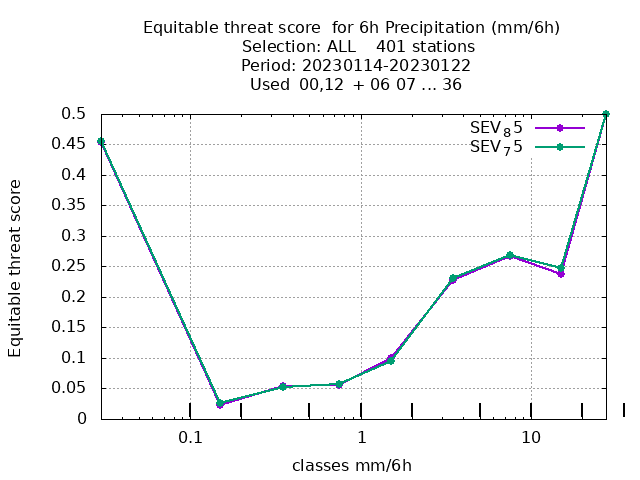 Equitable threat score  for 6h Precipitation (mm/6h)
Selection: ALL    401 stations
Period: 20230114-20230122
Used  00,12  + 06 07 ... 36
SEV₈5
SEV₇5
0.5
0.45
0.4
0.35
0.3
0.25
0.2
0.15
0.1
0.05
0
Equitable threat score
0.1 1 10
classes mm/6h